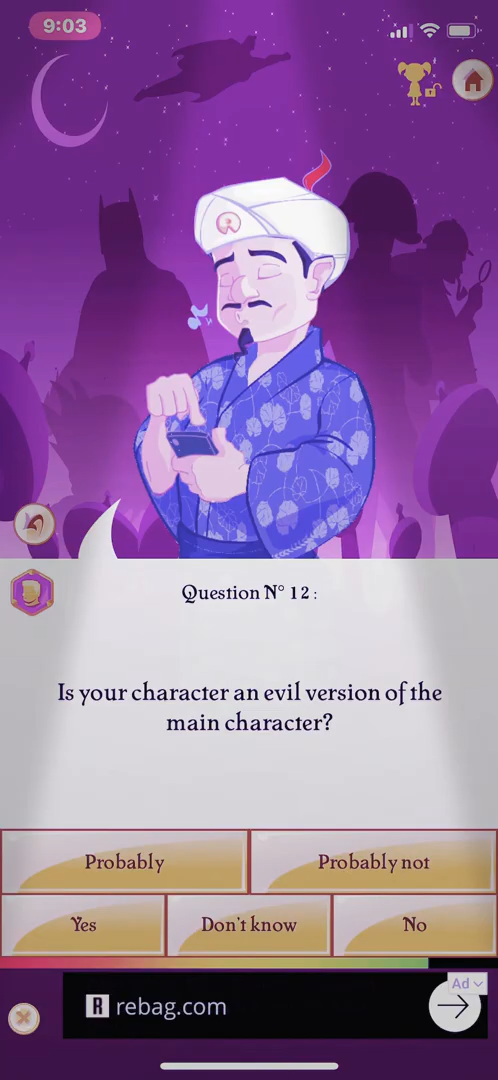 9:03
Question N° 12 :
Is your character an evil version of the
main character?
Probably
Probably not
Yes
Don't know
No
Ad
R rebag.com